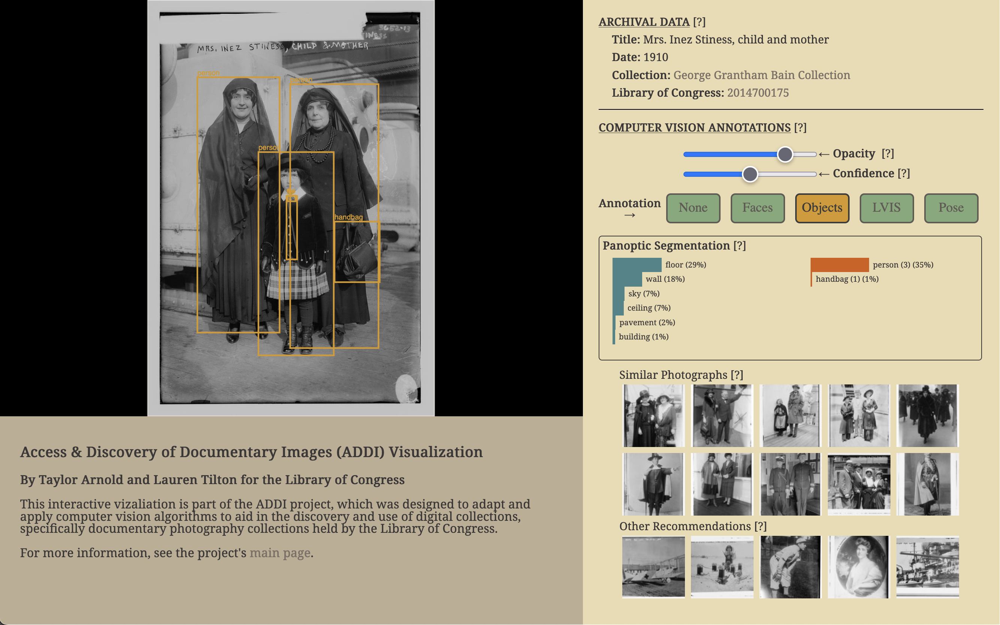 3652-13
TINESS
MRS. INEZ STINESS, CHILD & MOTHER
person
person
person
tie
handbag
Access & Discovery of Documentary Images (ADDI) Visualization
By Taylor Arnold and Lauren Tilton for the Library of Congress
This interactive vizaliation is part of the ADDI project, which was designed to adapt and
apply computer vision algorithms to aid in the discovery and use of digital collections,
specifically documentary photography collections held by the Library of Congress.
For more information, see the project's main page.
ARCHIVAL DATA [?]
Title: Mrs. Inez Stiness, child and mother
Date: 1910
Collection: George Grantham Bain Collection
Library of Congress: 2014700175
COMPUTER VISION ANNOTATIONS [?]
← Opacity [?]
← Confidence [?]
Annotation → None Faces Objects LVIS Pose
Panoptic Segmentation [?]
floor (29%)
wall (18%)
sky (7%)
ceiling (7%)
pavement (2%)
building (1%)
person (3) (35%)
handbag (1) (1%)
Similar Photographs [?]
Other Recommendations [?]